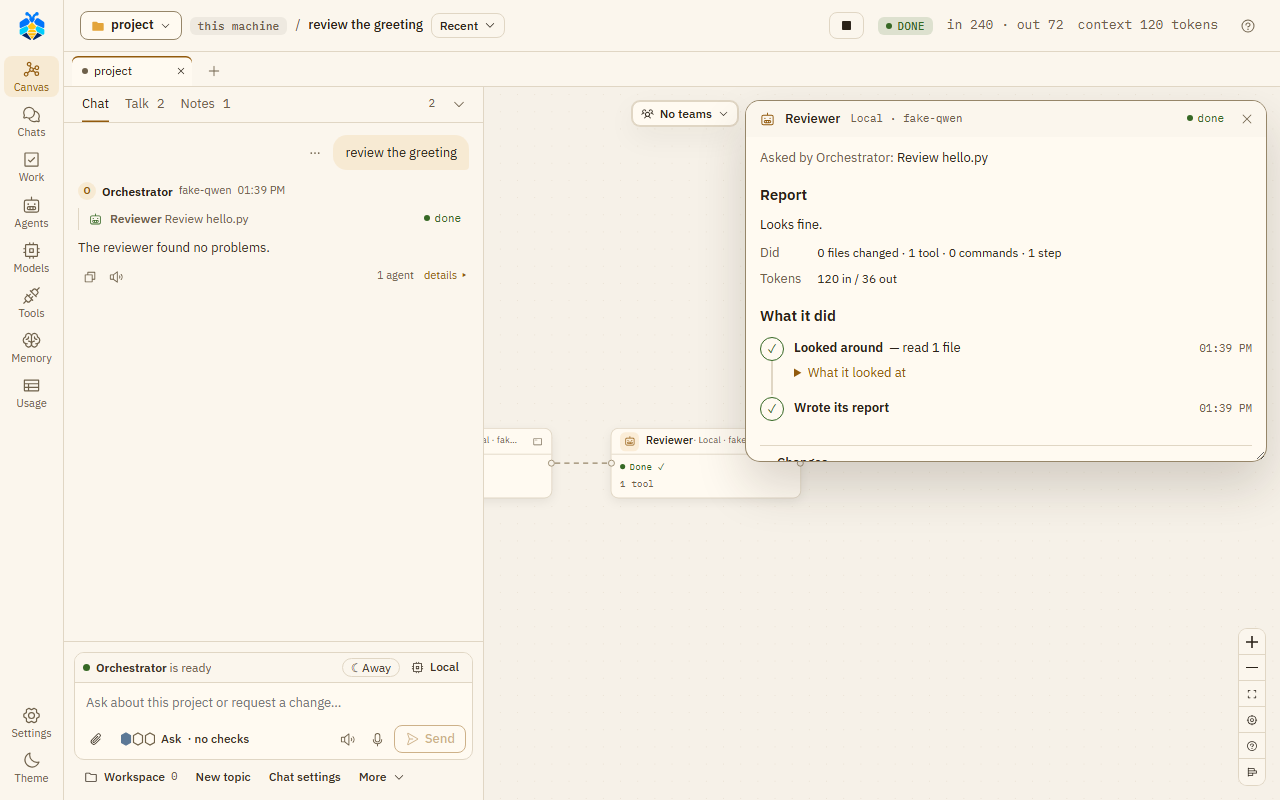 project
this machine / review the greeting
Recent
DONE
in 240 · out 72 context 120 tokens
project
Canvas
Chats
Work
Agents
Models
Tools
Memory
Usage
Settings
Theme
Chat
Talk 2
Notes 1
2
review the greeting
O Orchestrator fake-qwen 01:39 PM
Reviewer Review hello.py
done
The reviewer found no problems.
1 agent details
Orchestrator is ready
Away
Local
Ask about this project or request a change...
Ask · no checks
Send
Workspace 0
New topic
Chat settings
More
No teams
al · fak...
Reviewer · Local · fake
Done ✓
1 tool
Reviewer Local · fake-qwen
done
Asked by Orchestrator: Review hello.py
Report
Looks fine.
Did 0 files changed · 1 tool · 0 commands · 1 step
Tokens 120 in / 36 out
What it did
Looked around — read 1 file 01:39 PM
What it looked at
Wrote its report 01:39 PM
Changes